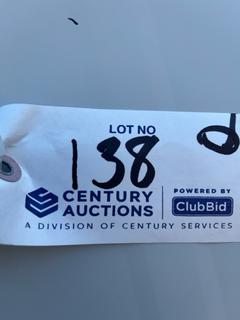 LOT NO
138
CENTURY
AUCTIONS
POWERED BY
ClubBid
A DIVISION OF CENTURY SERVICES